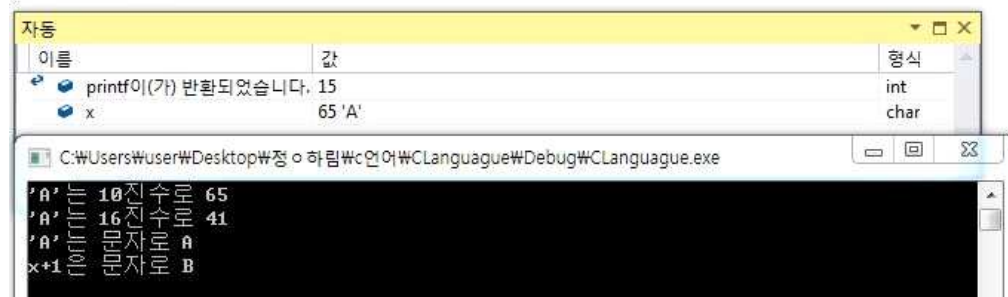 자동
이름 값 형식
printf이(가) 반환되었습니다. 15 int
x 65 'A' char
C:₩Users₩user₩Desktop₩정ㅇ하림₩c언어₩CLanguague₩Debug₩CLanguague.exe
'A'는 10진수로 65
'A'는 16진수로 41
'A'는 문자로 A
x+1은 문자로 B